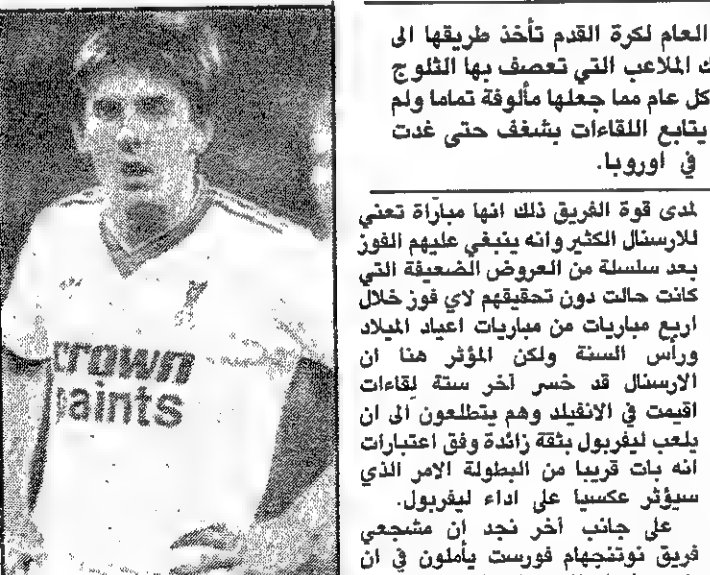 العام لكرة القدم تأخذ طريقها الى
ك الملاعب التي تعصف بها الثلوج
كل عام مما جعلها مألوفة تماما ولم
يتابع اللقاءات بشغف حتى غدت
في اوروبا.
لمدى قوة الفريق ذلك انها مباراة تعني
للارسنال الكثير وانه ينبغي عليهم الفوز
بعد سلسلة من العروض الضعيفة التي
كانت حالت دون تحقيقهم لاي فوز خلال
اربع مباريات من مباريات اعياد الميلاد
ورأس السنة ولكن المؤثر هنا ان
الارسنال قد خسر آخر ستة لقاءات
اقيمت في الانفيلد وهم يتطلعون الى ان
يلعب ليفربول بثقة زائدة وفق اعتبارات
انه بات قريبا من البطولة الامر الذي
سيؤثر عكسيا على اداء ليفربول.
على جانب آخر نجد ان مشجعي
فريق نوتنجهام فورست يأملون في ان
crown
paints